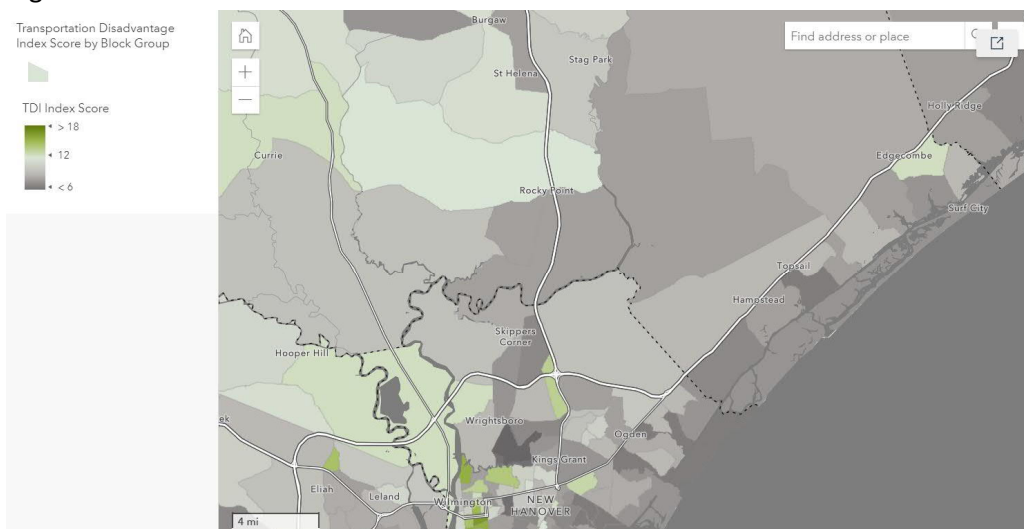 Transportation Disadvantage
Index Score by Block Group
TDI Index Score
> 18
12
< 6
Find address or place
Burgaw
Stag Park
St Helena
Holly Ridge
Currie
Edgecombe
Rocky Point
Surf City
Topsail
Hampstead
Skippers
Corner
Hooper Hill
Wrightsboro
Ogden
Kings Grant
Eliah
Leland
Wilmington
NEW
HANOVER
4 mi